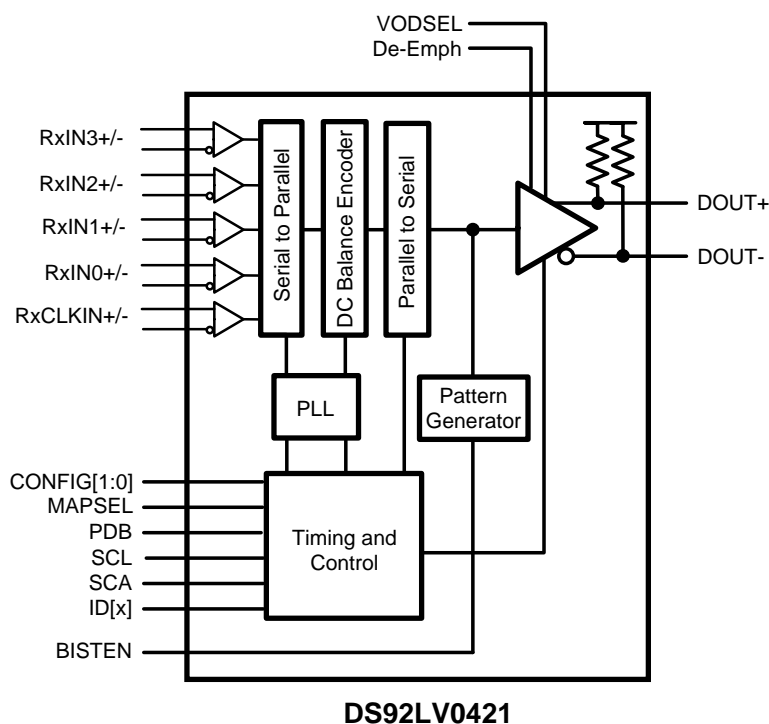 VODSEL
De-Emph
RxIN3+/-
RxIN2+/-
RxIN1+/-
RxIN0+/-
RxCLKIN+/-
Serial to Parallel
DC Balance Encoder
Parallel to Serial
DOUT+
DOUT-
PLL
Pattern
Generator
CONFIG[1:0]
MAPSEL
PDB
SCL
SCA
ID[x]
BISTEN
Timing and
Control
DS92LV0421